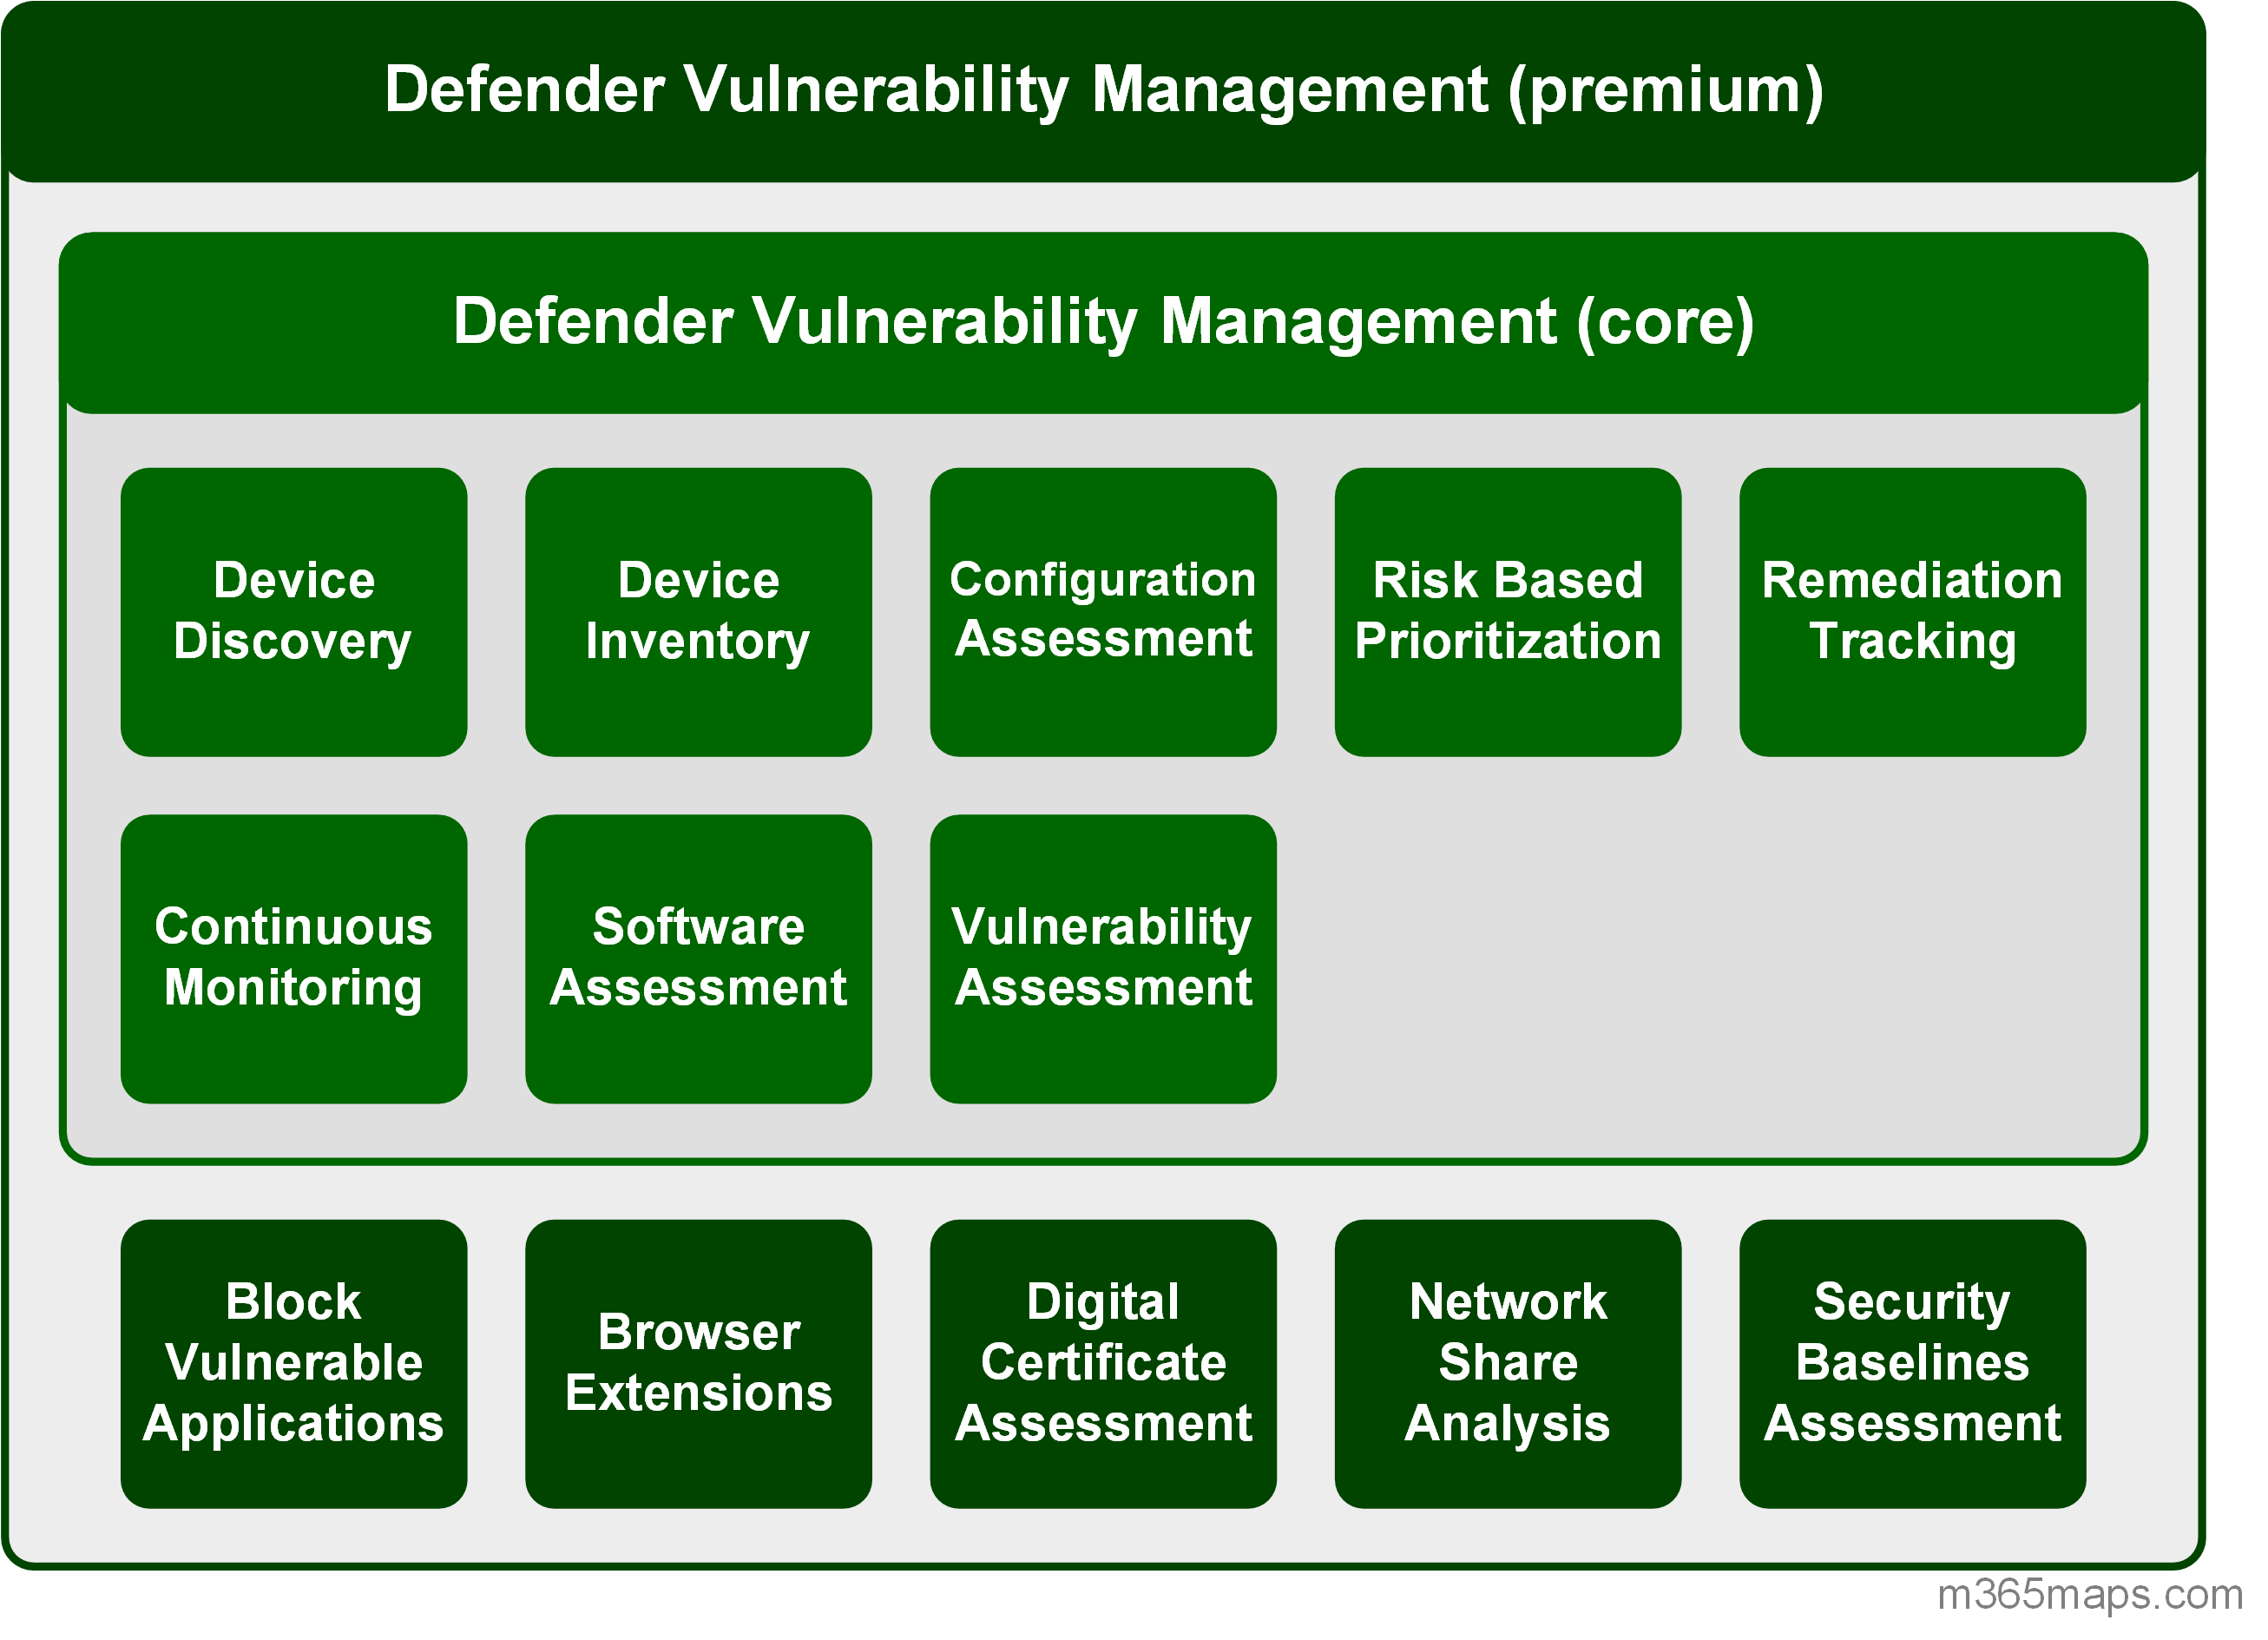 Defender Vulnerability Management (premium)
Defender Vulnerability Management (core)
Device
Discovery
Device
Inventory
Configuration
Assessment
Risk Based
Prioritization
Remediation
Tracking
Continuous
Monitoring
Software
Assessment
Vulnerability
Assessment
Block
Vulnerable
Applications
Browser
Extensions
Digital
Certificate
Assessment
Network
Share
Analysis
Security
Baselines
Assessment
m365maps.com